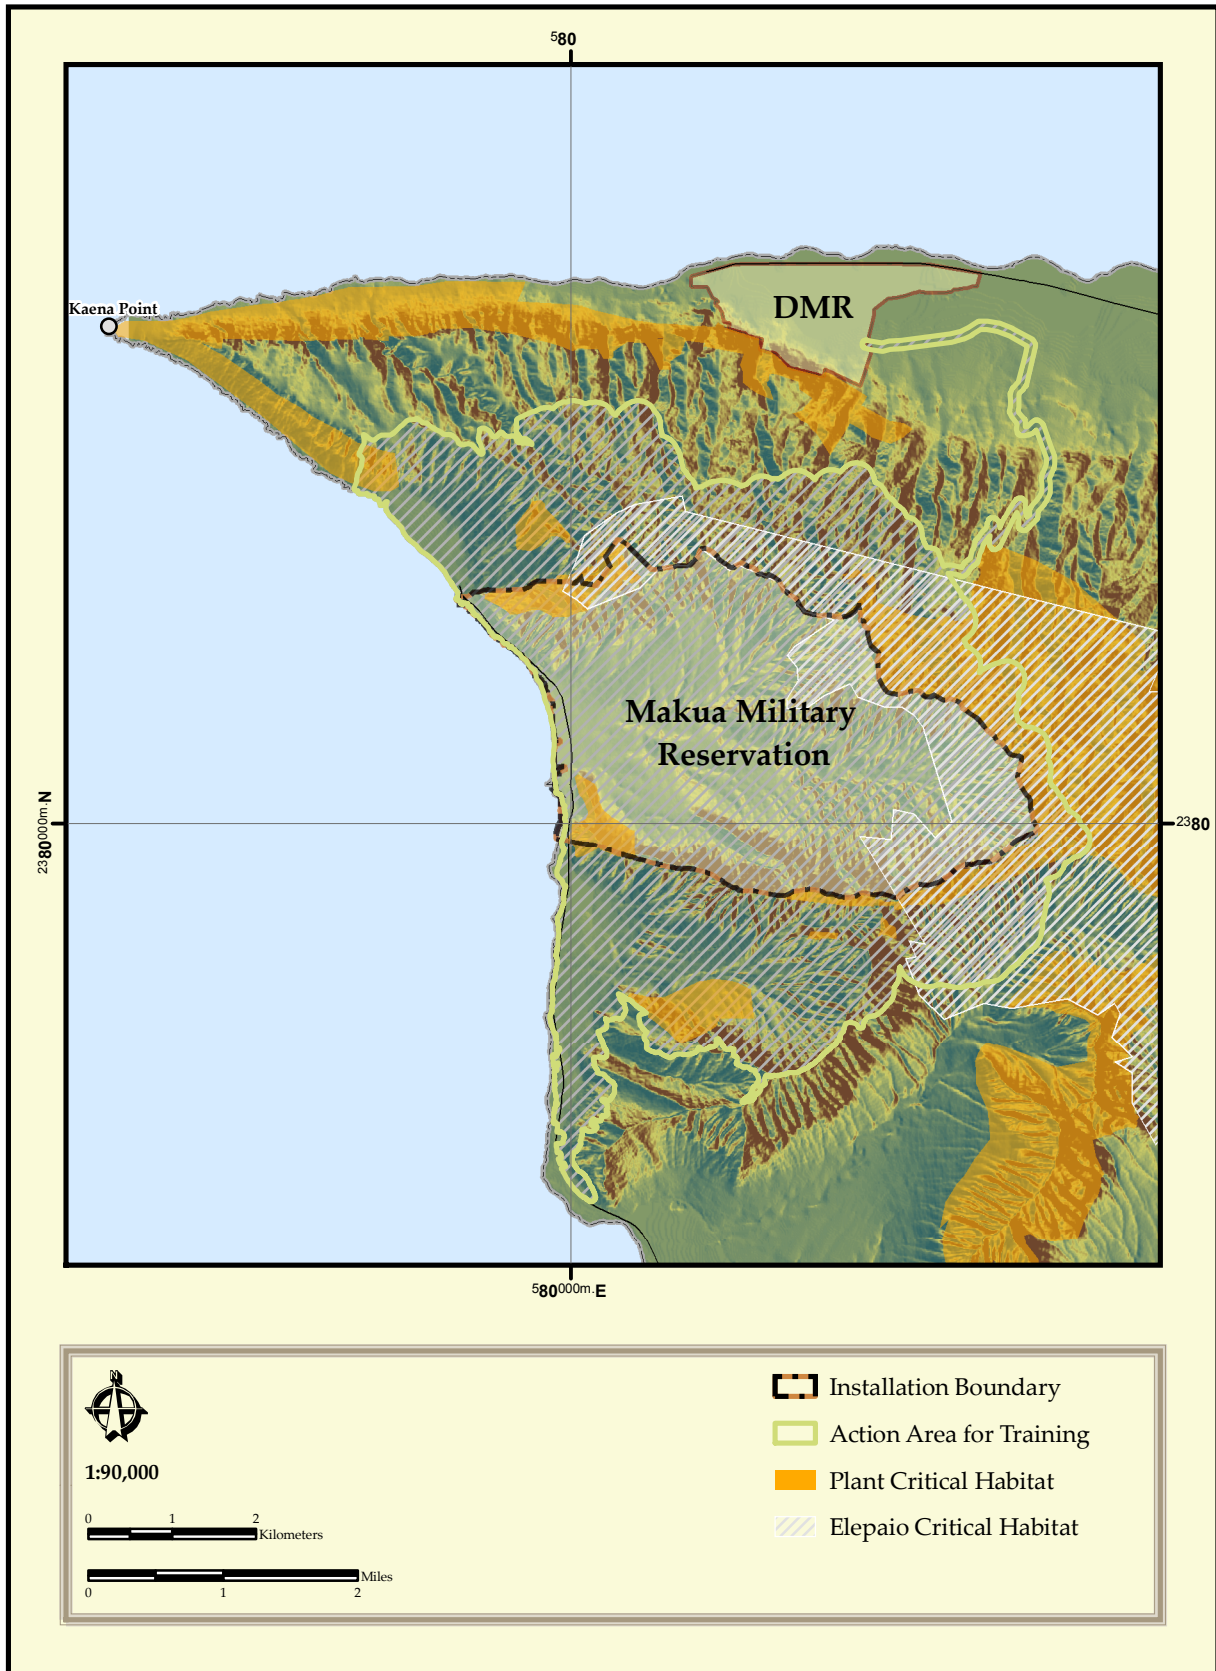 580
Kaena Point
DMR
Makua Military
Reservation
2380000m.N
2380
580000m.E
N
1:90,000
0 1 2
Kilometers
Miles
0 1 2
Installation Boundary
Action Area for Training
Plant Critical Habitat
Elepaio Critical Habitat